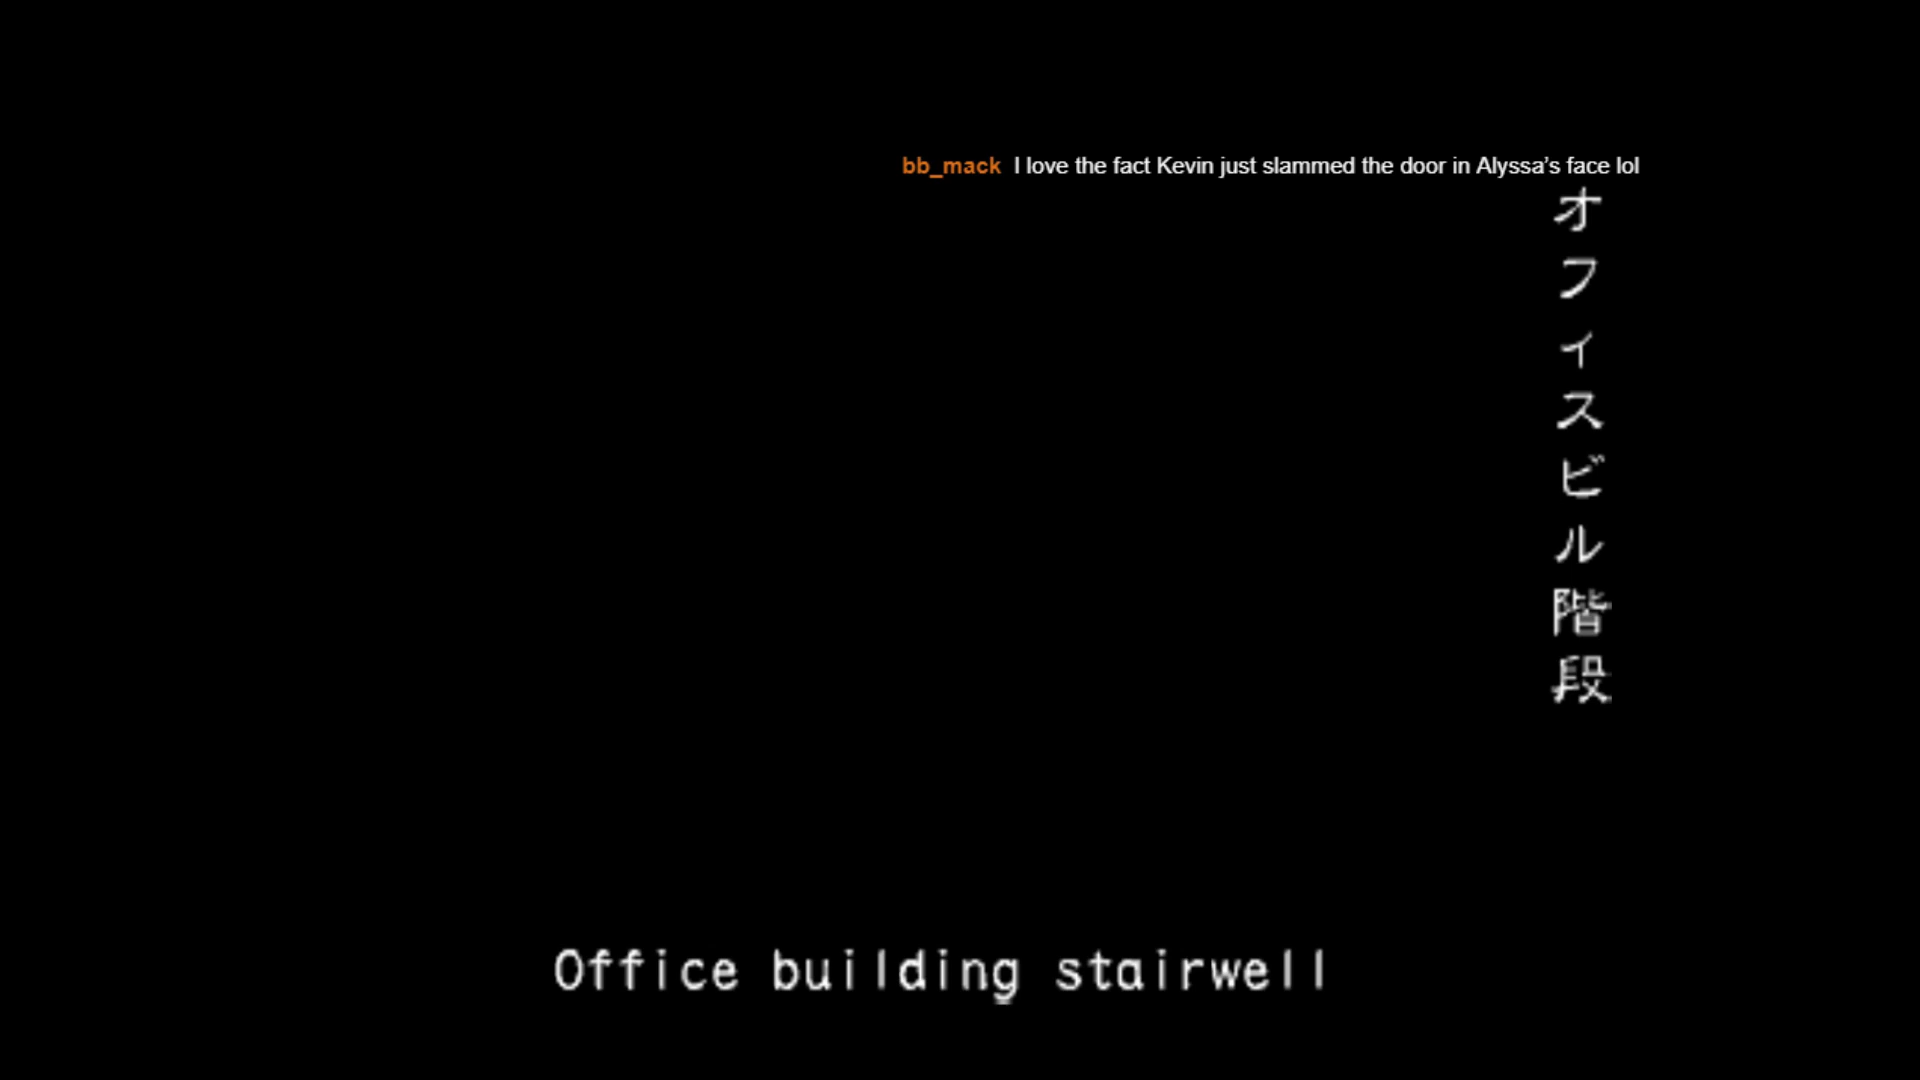 bb_mack I love the fact Kevin just slammed the door in Alyssa’s face lol
オフィスビル階段
Office building stairwell